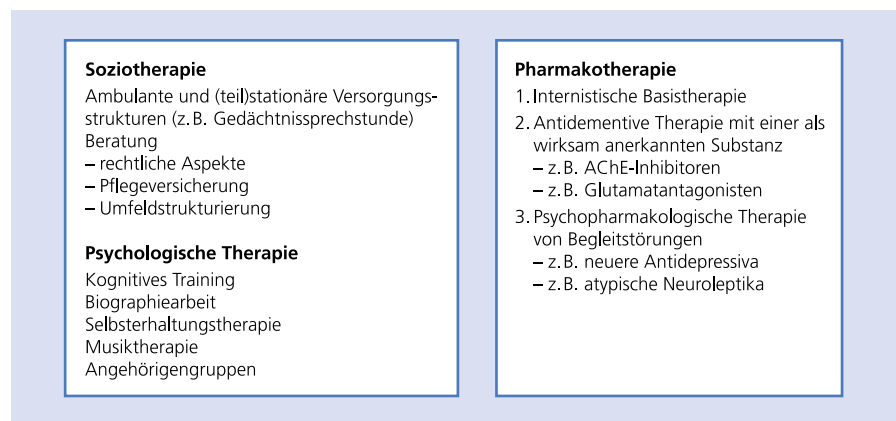 Soziotherapie
Ambulante und (teil)stationäre Versorgungs-
strukturen (z.B. Gedächtnissprechstunde)
Beratung
– rechtliche Aspekte
– Pflegeversicherung
– Umfeldstrukturierung
Psychologische Therapie
Kognitives Training
Biographiearbeit
Selbsterhaltungstherapie
Musiktherapie
Angehörigengruppen
Pharmakotherapie
1. Internistische Basistherapie
2. Antidementive Therapie mit einer als
wirksam anerkannten Substanz
– z.B. AChE-Inhibitoren
– z.B. Glutamatantagonisten
3. Psychopharmakologische Therapie
von Begleitstörungen
– z.B. neuere Antidepressiva
– z.B. atypische Neuroleptika